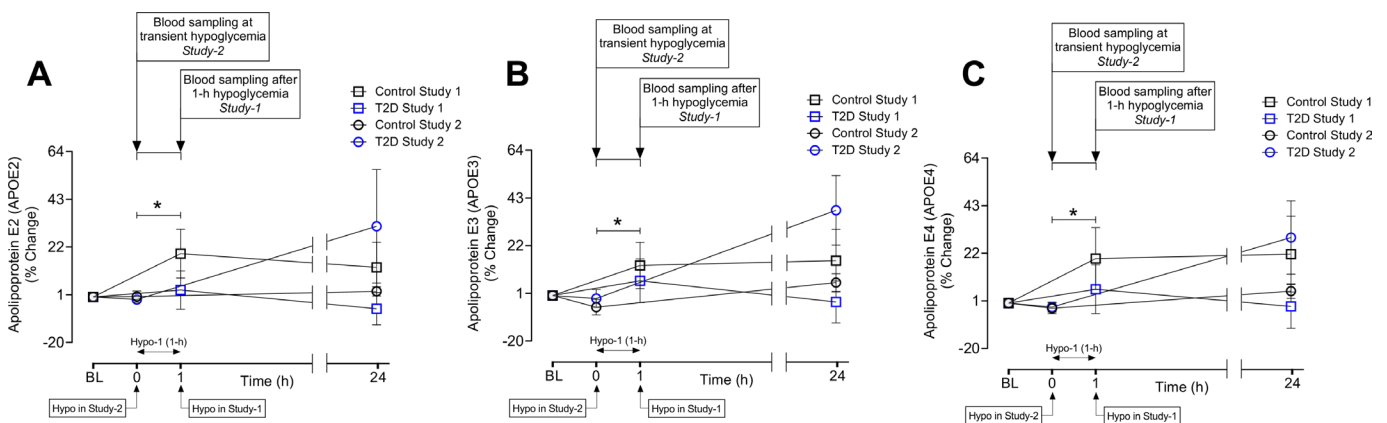 A
Blood sampling at
transient hypoglycemia
Study-2
Blood sampling after
1-h hypoglycemia
Study-1
Control Study 1
T2D Study 1
Control Study 2
T2D Study 2
Apolipoprotein E2 (APOE2)
(% Change)
64
43
22
1
-20
*
Hypo-1 (1-h)
BL
0
1
Time (h)
24
Hypo in Study-2
Hypo in Study-1
B
Blood sampling at
transient hypoglycemia
Study-2
Blood sampling after
1-h hypoglycemia
Study-1
Control Study 1
T2D Study 1
Control Study 2
T2D Study 2
Apolipoprotein E3 (APOE3)
(% Change)
64
43
22
1
-20
*
Hypo-1 (1-h)
BL
0
1
Time (h)
24
Hypo in Study-2
Hypo in Study-1
C
Blood sampling at
transient hypoglycemia
Study-2
Blood sampling after
1-h hypoglycemia
Study-1
Control Study 1
T2D Study 1
Control Study 2
T2D Study 2
Apolipoprotein E4 (APOE4)
(% Change)
64
43
22
1
-20
*
Hypo-1 (1-h)
BL
0
1
Time (h)
24
Hypo in Study-2
Hypo in Study-1